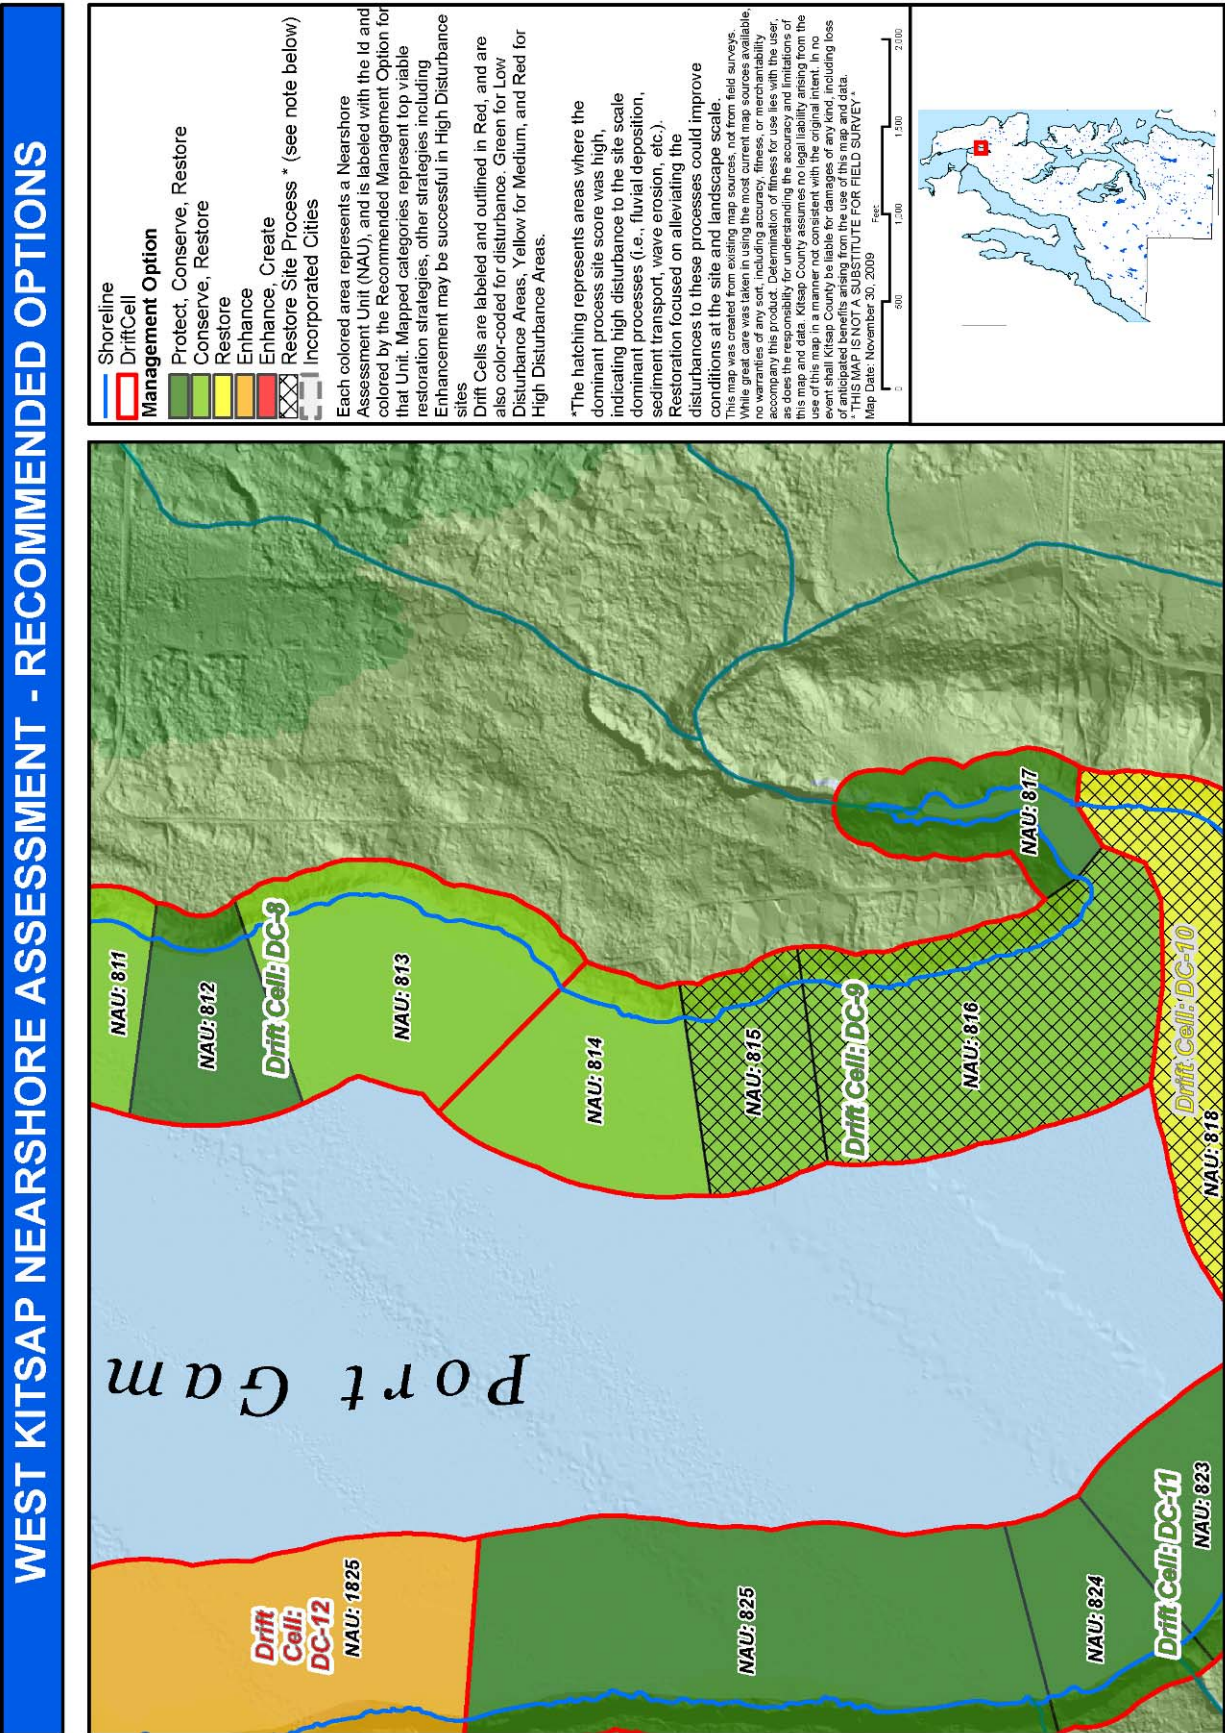 WEST KITSAP NEARSHORE ASSESSMENT - RECOMMENDED OPTIONS
Shoreline
DriftCell
Management Option
Protect, Conserve, Restore
Conserve, Restore
Restore
Enhance
Enhance, Create
Restore Site Process * (see note below)
Incorporated Cities
Each colored area represents a Nearshore
Assessment Unit (NAU), and is labeled with the Id and
colored by the Recommended Management Option for
that Unit. Mapped categories represent top viable
restoration strategies, other strategies including
Enhancement may be successful in High Disturbance
sites
Drift Cells are labeled and outlined in Red, and are
also color-coded for disturbance. Green for Low
Disturbance Areas, Yellow for Medium, and Red for
High Disturbance Areas.
*The hatching represents areas where the
dominant process site score was high,
indicating high disturbance to the site scale
dominant processes (i.e., fluvial deposition,
sediment transport, wave erosion, etc.).
Restoration focused on alleviating the
disturbances to these processes could improve
conditions at the site and landscape scale.
This map was created from existing map sources, not from field surveys.
While great care was taken in using the most current map sources available,
no warranties of any sort, including accuracy, fitness, or merchantability
accompany this product. Determination of fitness for use lies with the user,
as does the responsibility for understanding the accuracy and limitations of
this map and data. Kitsap County assumes no legal liability arising from the
use of this map in a manner not consistent with the original intent. In no
event shall Kitsap County be liable for damages of any kind, including loss
of anticipated benefits arising from the use of this map and data.
* THIS MAP IS NOT A SUBSTITUTE FOR FIELD SURVEY *
Map Date: November 30, 2009
Feet
0 500 1,000 1,500 2,000
NAU: 811
NAU: 812
Drift Cell: DC-8
NAU: 813
NAU: 814
NAU: 815
Drift Cell: DC-9
NAU: 816
NAU: 817
Drift Cell: DC-10
NAU: 818
Port Gam
Drift
Cell:
DC-12
NAU: 1825
NAU: 825
NAU: 824
Drift Cell: DC-11
NAU: 823